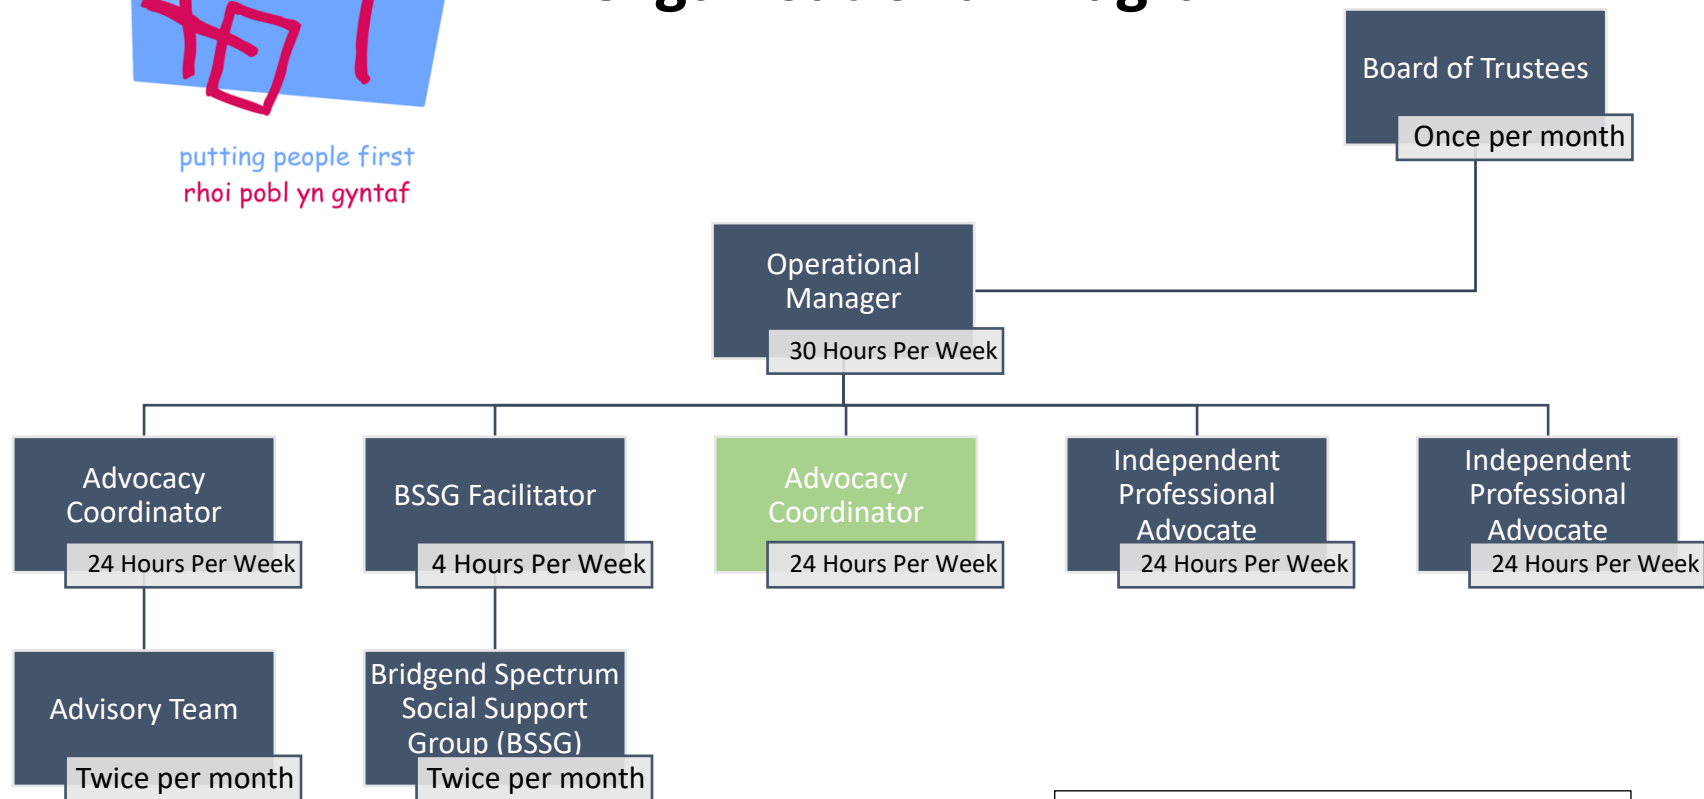 putting people first
rhoi pobl yn gyntaf
Board of Trustees
Once per month
Operational
Manager
30 Hours Per Week
Advocacy
Coordinator
24 Hours Per Week
BSSG Facilitator
4 Hours Per Week
Advocacy
Coordinator
24 Hours Per Week
Independent
Professional
Advocate
24 Hours Per Week
Independent
Professional
Advocate
24 Hours Per Week
Advisory Team
Twice per month
Bridgend Spectrum
Social Support
Group (BSSG)
Twice per month